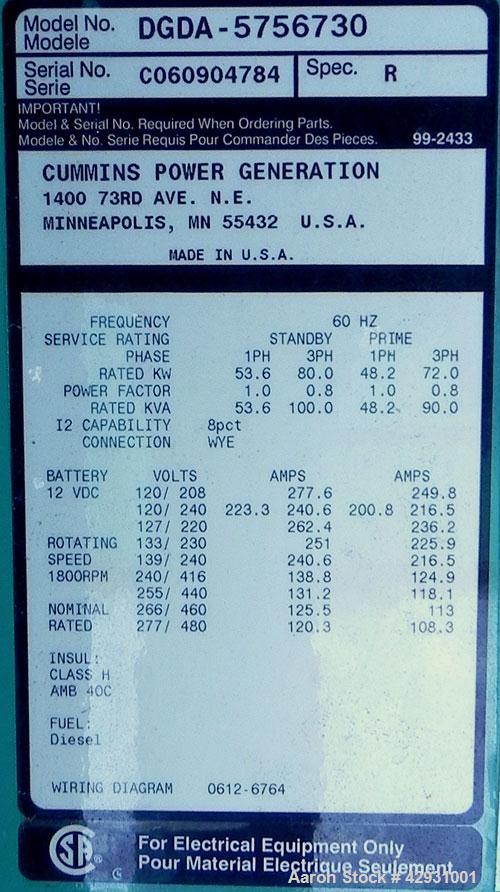 Model No. DGDA-5756730
Modele
Serial No. C060904784 Spec. R
Serie
IMPORTANT!
Model & Serial No. Required When Ordering Parts.
Modele & No. Serie Requis Pour Commander Des Pieces. 99-2433
CUMMINS POWER GENERATION
1400 73RD AVE. N.E.
MINNEAPOLIS, MN 55432 U.S.A.
MADE IN U.S.A.
FREQUENCY 60 HZ
SERVICE RATING STANDBY PRIME
PHASE 1PH 3PH 1PH 3PH
RATED KW 53.6 80.0 48.2 72.0
POWER FACTOR 1.0 0.8 1.0 0.8
RATED KVA 53.6 100.0 48.2 90.0
I2 CAPABILITY 8pct
CONNECTION WYE
BATTERY VOLTS AMPS AMPS
12 VDC 120/ 208 277.6 249.8
120/ 240 223.3 240.6 200.8 216.5
127/ 220 262.4 236.2
ROTATING 133/ 230 251 225.9
SPEED 139/ 240 240.6 216.5
1800RPM 240/ 416 138.8 124.9
255/ 440 131.2 118.1
NOMINAL 266/ 460 125.5 113
RATED 277/ 480 120.3 108.3
INSUL:
CLASS H
AMB 40C
FUEL:
Diesel
WIRING DIAGRAM 0612-6764
For Electrical Equipment Only
Pour Material Electrique Seulement
Aaron Stock # 42931001